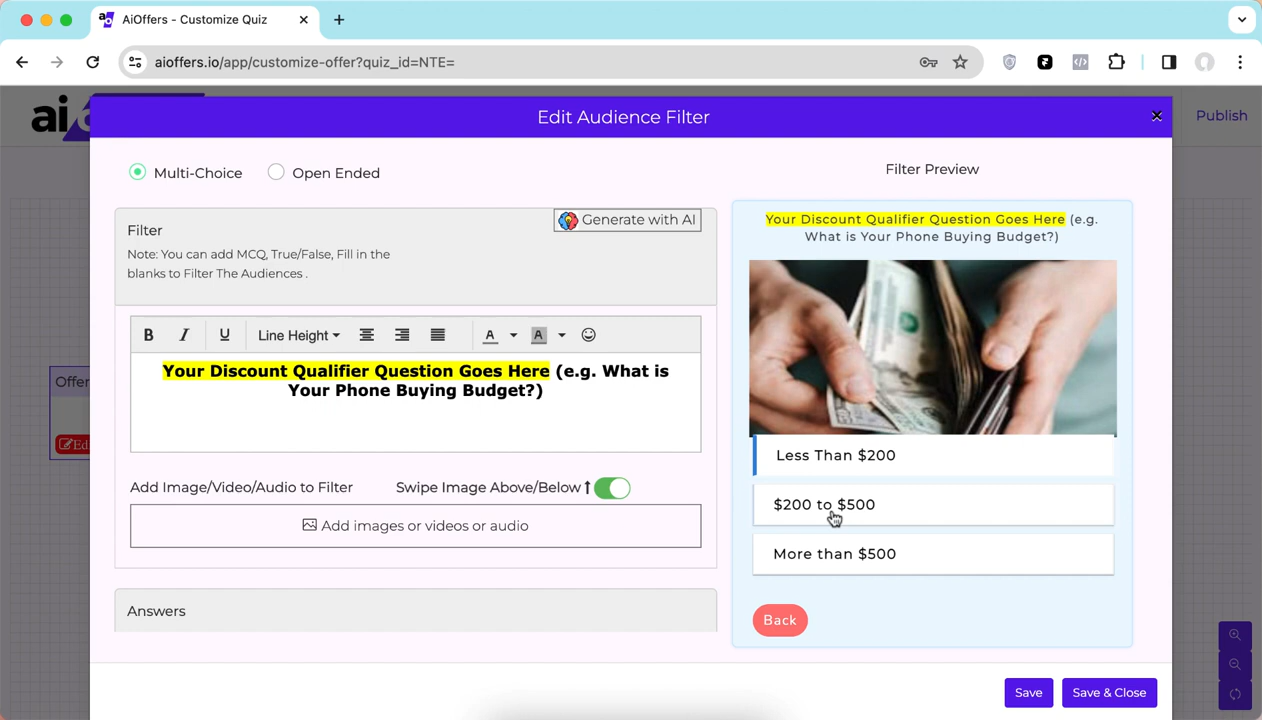 AiOffers - Customize Quiz
aioffers.io/app/customize-offer?quiz_id=NTE=
ai
Publish
Edit Audience Filter
Multi-Choice
Open Ended
Filter
Generate with AI
Note: You can add MCQ, True/False, Fill in the
blanks to Filter The Audiences .
B I U Line Height A A
Your Discount Qualifier Question Goes Here (e.g. What is
Your Phone Buying Budget?)
Add Image/Video/Audio to Filter
Swipe Image Above/Below
Add images or videos or audio
Answers
Offer
Filter Preview
Your Discount Qualifier Question Goes Here (e.g.
What is Your Phone Buying Budget?)
Less Than $200
$200 to $500
More than $500
Back
Save
Save & Close